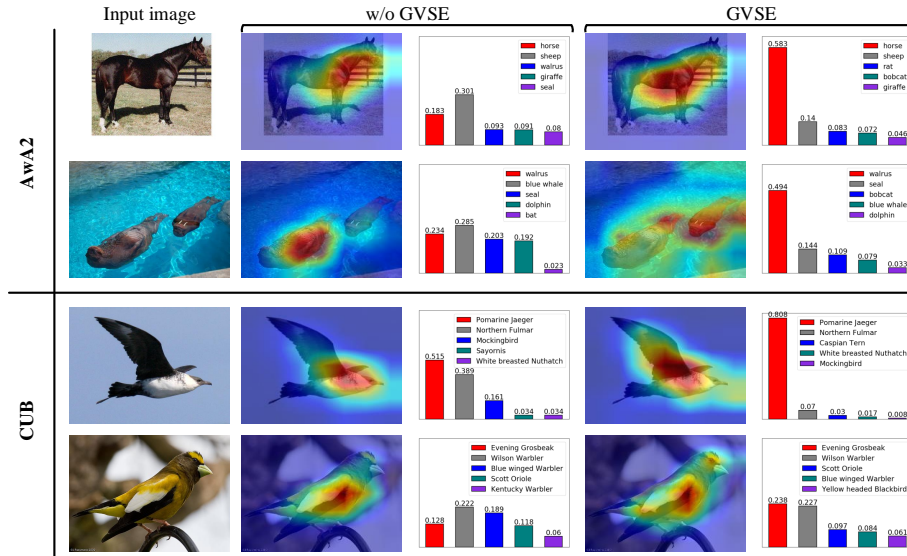 Input image
w/o GVSE
GVSE
AwA2
horse
sheep
walrus
giraffe
seal
0.183
0.301
0.093
0.091
0.08
horse
sheep
rat
bobcat
giraffe
0.583
0.14
0.083
0.072
0.046
walrus
blue whale
seal
dolphin
bat
0.234
0.285
0.203
0.192
0.023
walrus
seal
bobcat
blue whale
dolphin
0.494
0.144
0.109
0.079
0.033
CUB
Pomarine Jaeger
Northern Fulmar
Mockingbird
Sayornis
White breasted Nuthatch
0.515
0.389
0.161
0.034
0.034
Pomarine Jaeger
Northern Fulmar
Caspian Tern
White breasted Nuthatch
Mockingbird
0.808
0.07
0.03
0.017
0.008
Evening Grosbeak
Wilson Warbler
Blue winged Warbler
Scott Oriole
Kentucky Warbler
0.128
0.222
0.189
0.118
0.06
Evening Grosbeak
Wilson Warbler
Scott Oriole
Blue winged Warbler
Yellow headed Blackbird
0.238
0.227
0.097
0.084
0.061